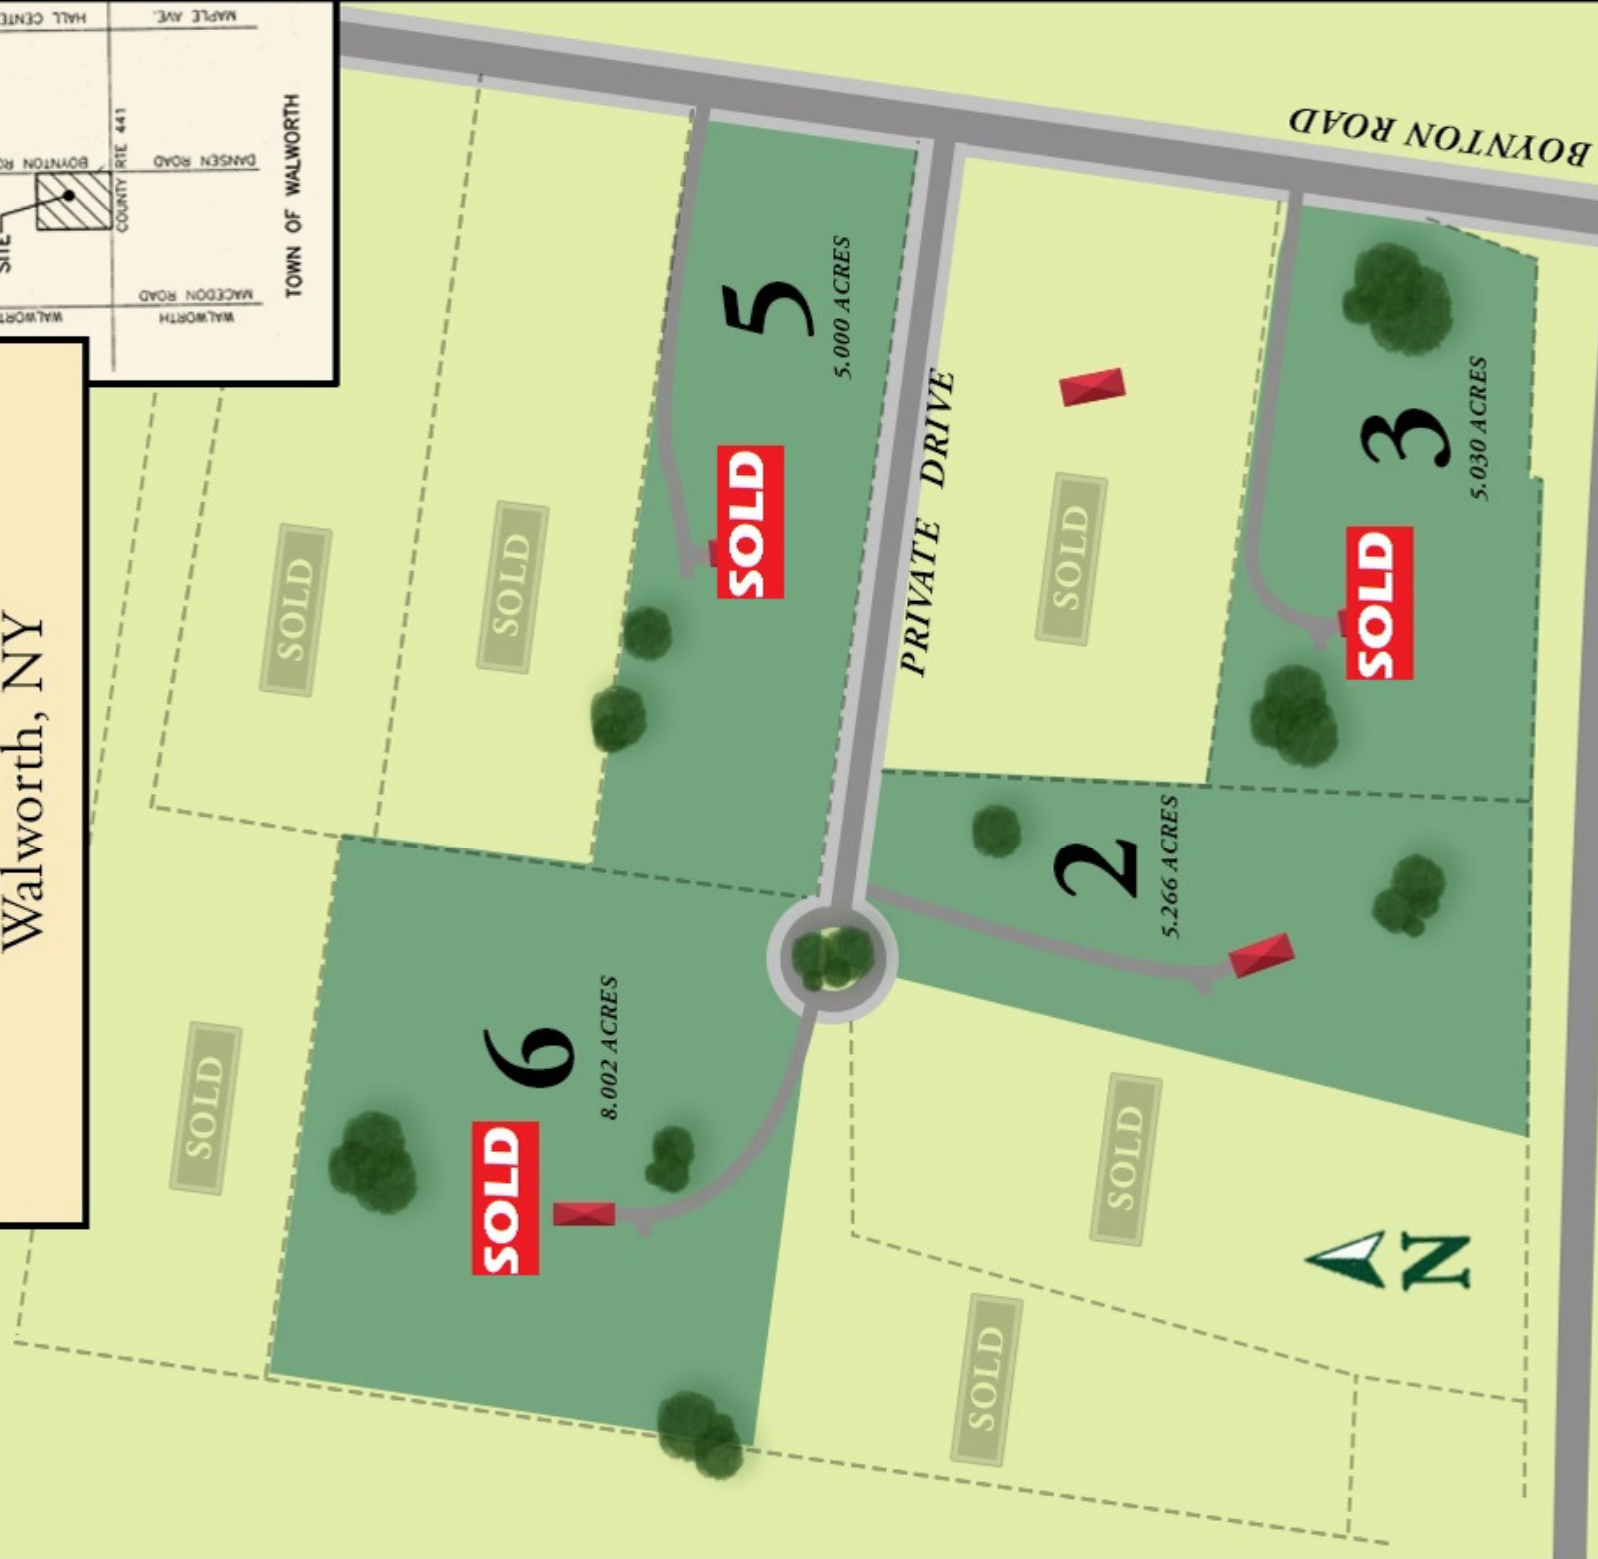 HALL CENTE
MAPLE AVE.
BOYNTON RO
DANSEN ROAD
COUNTY RTE 441
SITE
WALWORTH
MACEDON ROAD
WALWORTH
TOWN OF WALWORTH
Walworth, NY
BOYNTON ROAD
PRIVATE DRIVE
5
5.000 ACRES
SOLD
3
5.030 ACRES
SOLD
2
5.266 ACRES
6
8.002 ACRES
SOLD
SOLD
SOLD
SOLD
SOLD
SOLD
SOLD
N